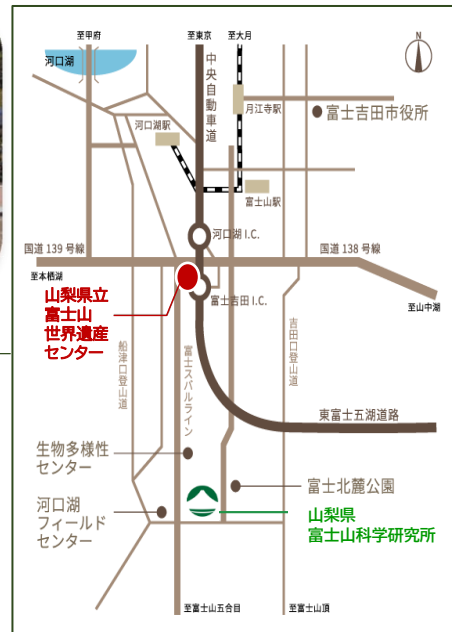 至甲府
至東京
至大月
N
河口湖
中央自動車道
月江寺駅
富士吉田市役所
河口湖駅
富士山駅
河口湖 I.C.
国道 139 号線
国道 138 号線
至本栖湖
富士吉田 I.C.
至山中湖
山梨県立
富士山
世界遺産
センター
船津口登山道
富士スバルライン
吉田口登山道
東富士五湖道路
生物多様性
センター
富士北麓公園
河口湖
フィールド
センター
山梨県
富士山科学研究所
至富士山五合目
至富士山頂